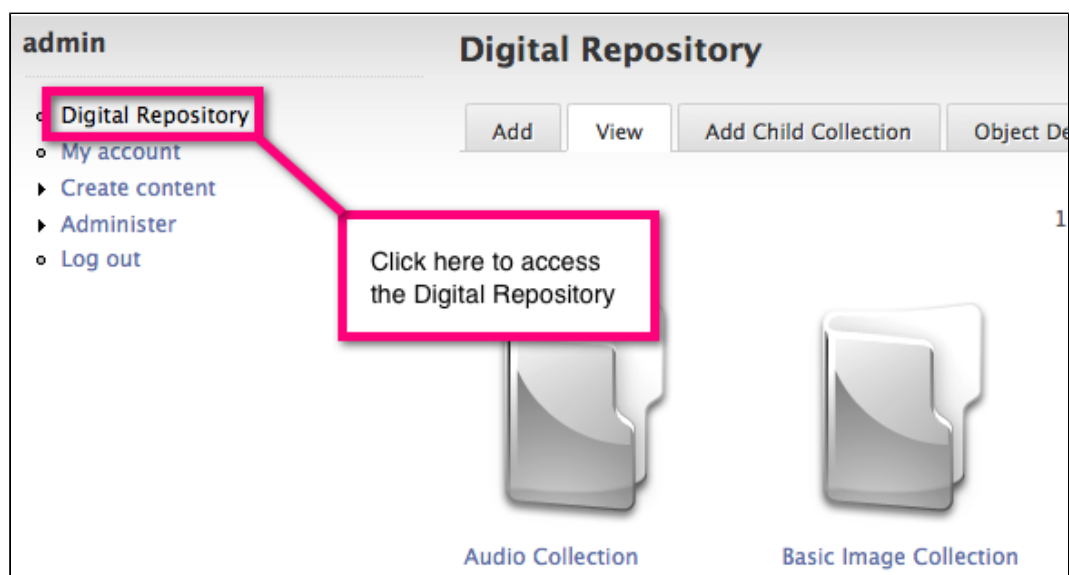 admin
Digital Repository
My account
Create content
Administer
Log out
Digital Repository
Add
View
Add Child Collection
Object De
1
Click here to access
the Digital Repository
Audio Collection
Basic Image Collection